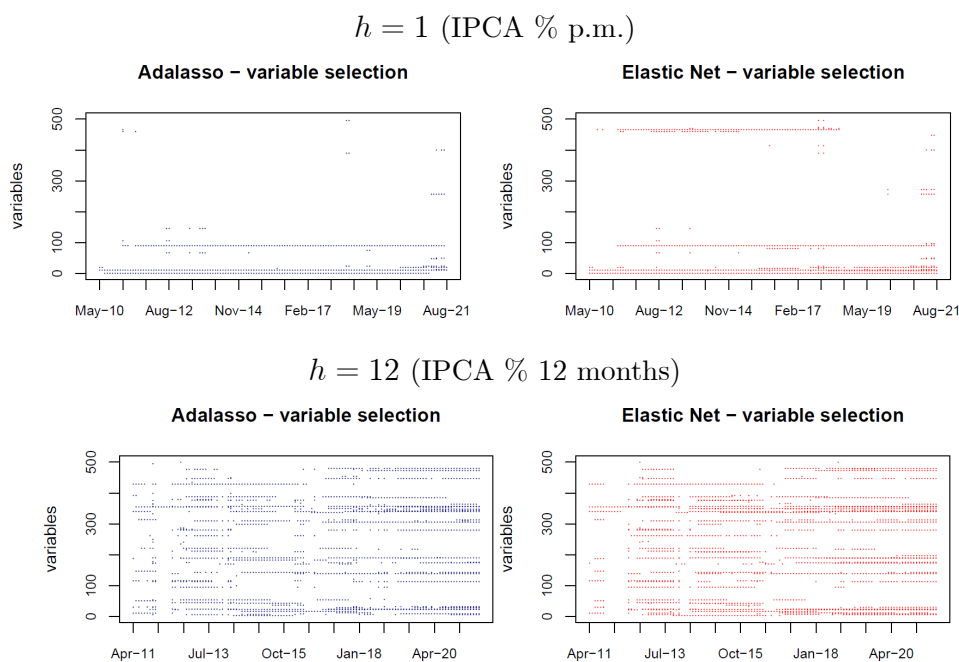 h = 1 (IPCA % p.m.)
Adalasso − variable selection
Elastic Net − variable selection
variables
500
300
100
0
May−10 Aug−12 Nov−14 Feb−17 May−19 Aug−21
variables
500
300
100
0
May−10 Aug−12 Nov−14 Feb−17 May−19 Aug−21
h = 12 (IPCA % 12 months)
Adalasso − variable selection
Elastic Net − variable selection
variables
500
300
100
0
Apr−11 Jul−13 Oct−15 Jan−18 Apr−20
variables
500
300
100
0
Apr−11 Jul−13 Oct−15 Jan−18 Apr−20